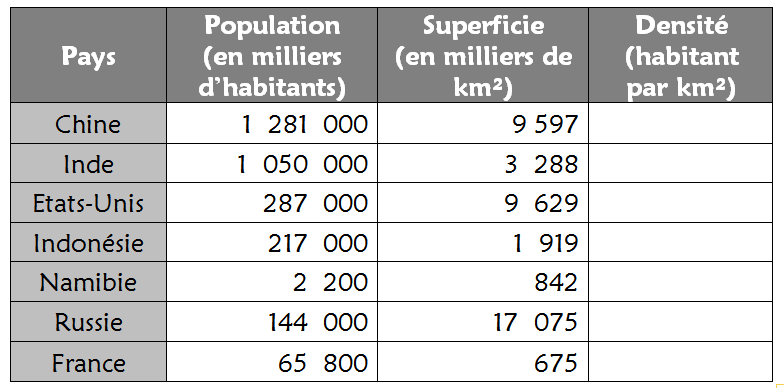 Pays
Population
(en milliers
d'habitants)
Superficie
(en milliers de
km²)
Densité
(habitant
par km²)
Chine 1 281 000 9 597
Inde 1 050 000 3 288
Etats-Unis 287 000 9 629
Indonésie 217 000 1 919
Namibie 2 200 842
Russie 144 000 17 075
France 65 800 675